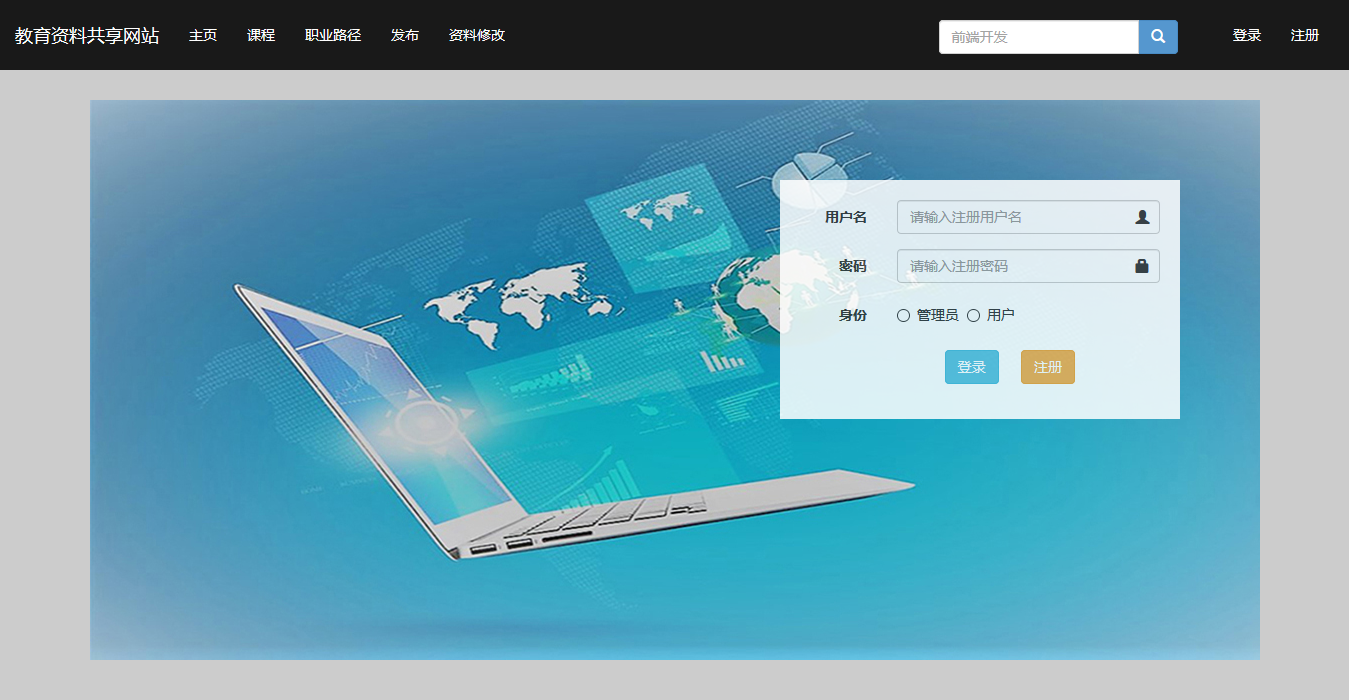 教育资料共享网站 主页 课程 职业路径 发布 资料修改 前端开发 登录 注册
用户名 请输入注册用户名
密码 请输入注册密码
身份 管理员 用户
登录 注册